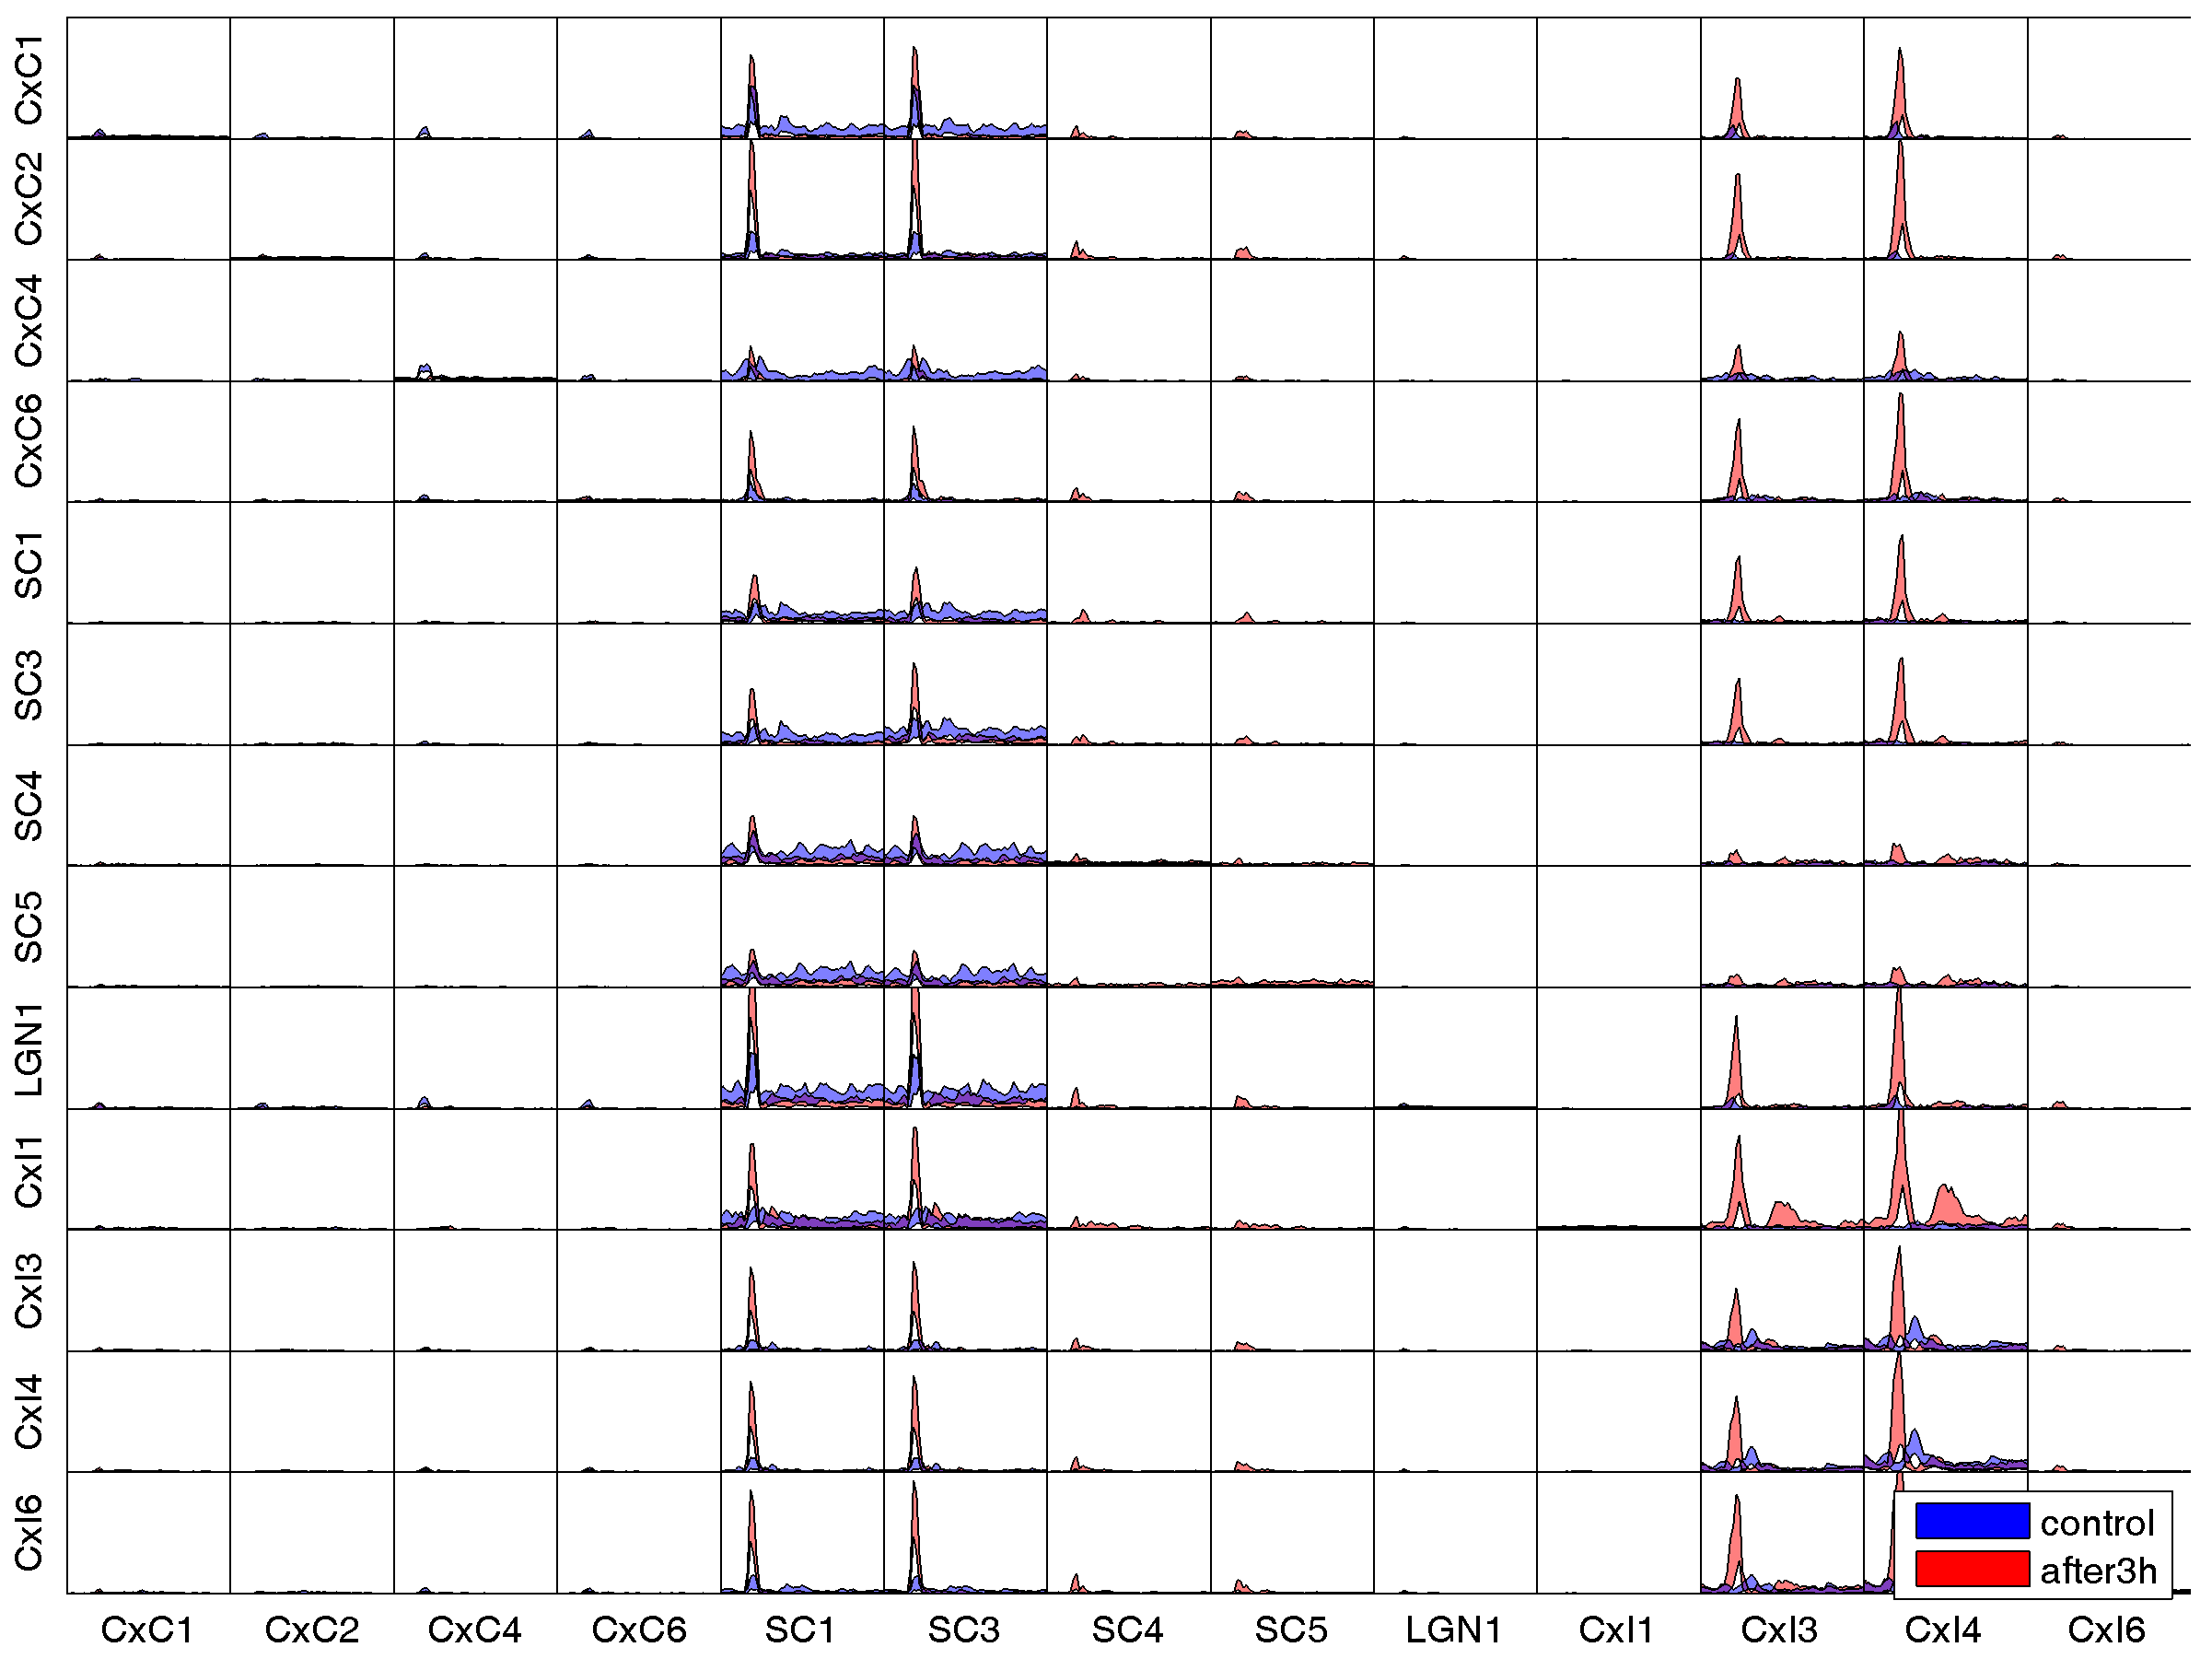 CxC1
CxC2
CxC4
CxC6
SC1
SC3
SC4
SC5
LGN1
CxI1
CxI3
CxI4
CxI6
control
after3h
CxC1 CxC2 CxC4 CxC6 SC1 SC3 SC4 SC5 LGN1 CxI1 CxI3 CxI4 CxI6